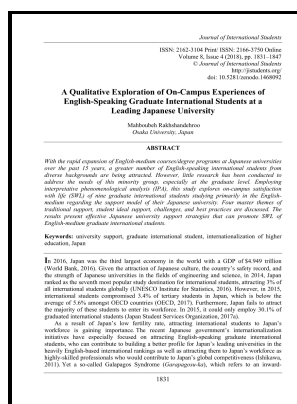 Journal of International Students
ISSN: 2162-3104 Print/ ISSN: 2166-3750 Online
Volume 8, Issue 4 (2018), pp. 1831–1847
© Journal of International Students
http://jistudents.org/
doi: 10.5281/zenodo.1468092
A Qualitative Exploration of On-Campus Experiences of
English-Speaking Graduate International Students at a
Leading Japanese University
Mahboubeh Rakhshandehroo
Osaka University, Japan
ABSTRACT
With the rapid expansion of English-medium courses/degree programs at Japanese universities
over the past 15 years, a greater number of English-speaking international students from
diverse backgrounds are being attracted. However, little research has been conducted to
address the needs of this minority group, especially at the graduate level. Employing
interpretative phenomenological analysis (IPA), this study explores on-campus satisfaction
with life (SWL) of nine graduate international students studying primarily in the English-
medium regarding the support model of their Japanese university. Four master themes of
traditional support, student ideal support, challenges, and best practices are discussed. The
results present effective Japanese university support strategies that can promote SWL of
English-medium graduate international students.
Keywords: university support, graduate international student, internationalization of higher
education, Japan
In 2016, Japan was the third largest economy in the world with a GDP of $4.949 trillion
(World Bank, 2016). Given the attraction of Japanese culture, the country's safety record, and
the strength of Japanese universities in the fields of engineering and science, in 2014, Japan
ranked as the seventh most popular study destination for international students, attracting 3% of
all international students globally (UNESCO Institute for Statistics, 2016). However, in 2015,
international students compromised 3.4% of tertiary students in Japan, which is below the
average of 5.6% amongst OECD countries (OECD, 2017). Furthermore, Japan fails to attract
the majority of these students to enter its workforce. In 2015, it could only employ 30.1% of
graduated international students (Japan Student Services Organization, 2017a).
As a result of Japan's low fertility rate, attracting international students to Japan's
workforce is gaining importance. The recent Japanese government's internationalization
initiatives have especially focused on attracting English-speaking graduate international
students, who can contribute to building a better profile for Japan's leading universities in the
heavily English-based international rankings as well as attracting them to Japan's workforce as
highly-skilled professionals who would contribute to Japan's global competitiveness (Ishikawa,
2011). Yet a so-called Galapagos Syndrome (Garapagosu-ka), which refers to an inward-
1831